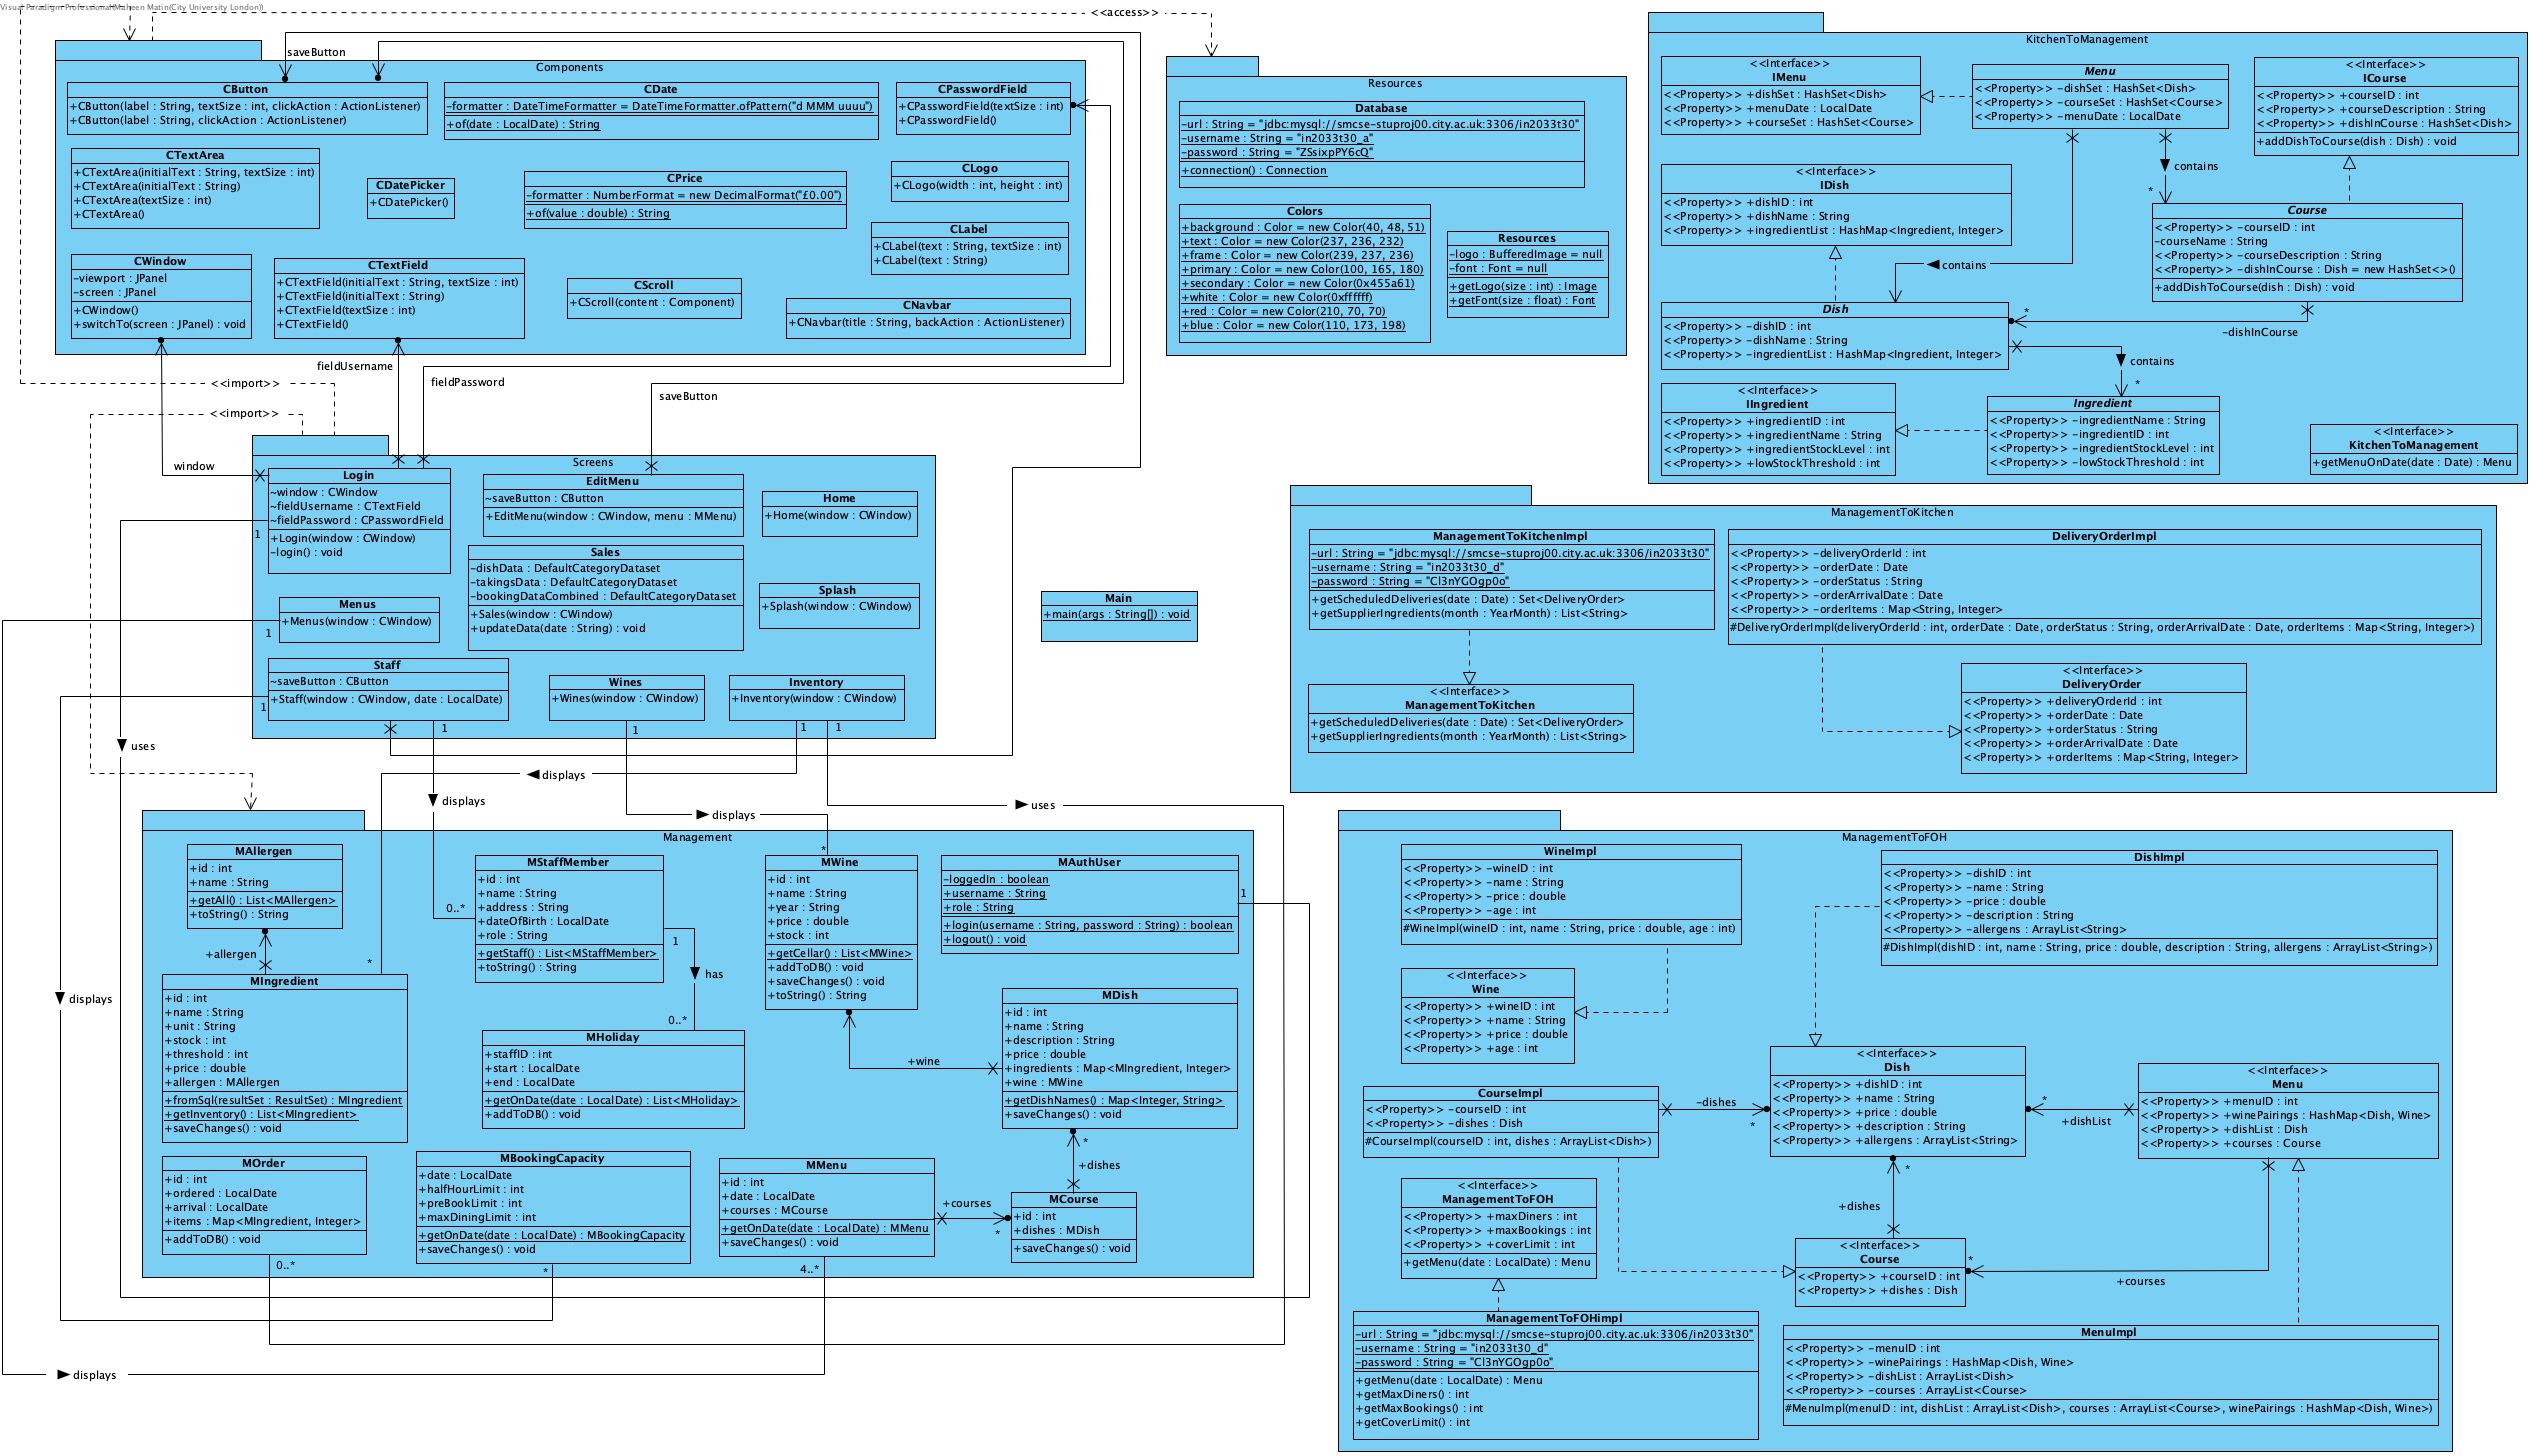 Visual Paradigm Professional(Maheen Matin(City University London))
<<access>>
saveButton
Components
CButton
+CButton(label : String, textSize : int, clickAction : ActionListener)
+CButton(label : String, clickAction : ActionListener)
CDate
-formatter : DateTimeFormatter = DateTimeFormatter.ofPattern("d MMM uuuu")
+of(date : LocalDate) : String
CPasswordField
+CPasswordField(textSize : int)
+CPasswordField()
CTextArea
+CTextArea(initialText : String, textSize : int)
+CTextArea(initialText : String)
+CTextArea(textSize : int)
+CTextArea()
CDatePicker
+CDatePicker()
CPrice
-formatter : NumberFormat = new DecimalFormat("£0.00")
+of(value : double) : String
CLogo
+CLogo(width : int, height : int)
CLabel
+CLabel(text : String, textSize : int)
+CLabel(text : String)
CWindow
-viewport : JPanel
-screen : JPanel
+CWindow()
+switchTo(screen : JPanel) : void
CTextField
+CTextField(initialText : String, textSize : int)
+CTextField(initialText : String)
+CTextField(textSize : int)
+CTextField()
CScroll
+CScroll(content : Component)
CNavbar
+CNavbar(title : String, backAction : ActionListener)
Resources
Database
-url : String = "jdbc:mysql://smcse-stuproj00.city.ac.uk:3306/in2033t30"
-username : String = "in2033t30_a"
-password : String = "ZSsixpPY6cQ"
+connection() : Connection
Colors
+background : Color = new Color(40, 48, 51)
+text : Color = new Color(237, 236, 232)
+frame : Color = new Color(239, 237, 236)
+primary : Color = new Color(100, 165, 180)
+secondary : Color = new Color(0x455a61)
+white : Color = new Color(0xffffff)
+red : Color = new Color(210, 70, 70)
+blue : Color = new Color(110, 173, 198)
Resources
-logo : BufferedImage = null
-font : Font = null
+getLogo(size : int) : Image
+getFont(size : float) : Font
KitchenToManagement
<<Interface>>
IMenu
<<Property>> +dishSet : HashSet<Dish>
<<Property>> +menuDate : LocalDate
<<Property>> +courseSet : HashSet<Course>
Menu
<<Property>> -dishSet : HashSet<Dish>
<<Property>> -courseSet : HashSet<Course>
<<Property>> -menuDate : LocalDate
<<Interface>>
ICourse
<<Property>> +courseID : int
<<Property>> +courseDescription : String
<<Property>> +dishInCourse : HashSet<Dish>
+addDishToCourse(dish : Dish) : void
contains
*
<<Interface>>
IDish
<<Property>> +dishID : int
<<Property>> +dishName : String
<<Property>> +ingredientList : HashMap<Ingredient, Integer>
Course
<<Property>> -courseID : int
-courseName : String
<<Property>> -courseDescription : String
<<Property>> -dishInCourse : Dish = new HashSet<>()
+addDishToCourse(dish : Dish) : void
contains
Dish
<<Property>> -dishID : int
<<Property>> -dishName : String
<<Property>> -ingredientList : HashMap<Ingredient, Integer>
*
-dishInCourse
contains
*
<<Interface>>
IIngredient
<<Property>> +ingredientID : int
<<Property>> +ingredientName : String
<<Property>> +ingredientStockLevel : int
<<Property>> +lowStockThreshold : int
Ingredient
<<Property>> -ingredientName : String
<<Property>> -ingredientID : int
<<Property>> -ingredientStockLevel : int
<<Property>> -lowStockThreshold : int
<<Interface>>
KitchenToManagement
+getMenuOnDate(date : Date) : Menu
fieldUsername
fieldPassword
saveButton
<<import>>
<<import>>
window
Screens
Login
~window : CWindow
~fieldUsername : CTextField
~fieldPassword : CPasswordField
+Login(window : CWindow)
-login() : void
1
EditMenu
~saveButton : CButton
+EditMenu(window : CWindow, menu : MMenu)
Home
+Home(window : CWindow)
Sales
-dishData : DefaultCategoryDataset
-takingsData : DefaultCategoryDataset
-bookingDataCombined : DefaultCategoryDataset
+Sales(window : CWindow)
+updateData(date : String) : void
Splash
+Splash(window : CWindow)
Menus
+Menus(window : CWindow)
1
Staff
~saveButton : CButton
+Staff(window : CWindow, date : LocalDate)
1
1
Wines
+Wines(window : CWindow)
1
Inventory
+Inventory(window : CWindow)
1
1
Main
+main(args : String[]) : void
ManagementToKitchen
ManagementToKitchenImpl
-url : String = "jdbc:mysql://smcse-stuproj00.city.ac.uk:3306/in2033t30"
-username : String = "in2033t30_d"
-password : String = "Cl3nYGOgp0o"
+getScheduledDeliveries(date : Date) : Set<DeliveryOrder>
+getSupplierIngredients(month : YearMonth) : List<String>
DeliveryOrderImpl
<<Property>> -deliveryOrderId : int
<<Property>> -orderDate : Date
<<Property>> -orderStatus : String
<<Property>> -orderArrivalDate : Date
<<Property>> -orderItems : Map<String, Integer>
#DeliveryOrderImpl(deliveryOrderId : int, orderDate : Date, orderStatus : String, orderArrivalDate : Date, orderItems : Map<String, Integer>)
<<Interface>>
ManagementToKitchen
+getScheduledDeliveries(date : Date) : Set<DeliveryOrder>
+getSupplierIngredients(month : YearMonth) : List<String>
<<Interface>>
DeliveryOrder
<<Property>> +deliveryOrderId : int
<<Property>> +orderDate : Date
<<Property>> +orderStatus : String
<<Property>> +orderArrivalDate : Date
<<Property>> +orderItems : Map<String, Integer>
uses
displays
displays
displays
uses
displays
Management
MAllergen
+id : int
+name : String
+getAll() : List<MAllergen>
+toString() : String
+allergen
*
MStaffMember
+id : int
+name : String
+address : String
+dateOfBirth : LocalDate
+role : String
+getStaff() : List<MStaffMember>
+toString() : String
0..*
1
has
0..*
*
MWine
+id : int
+name : String
+year : String
+price : double
+stock : int
+getCellar() : List<MWine>
+addToDB() : void
+saveChanges() : void
+toString() : String
MAuthUser
-loggedIn : boolean
+username : String
+role : String
+login(username : String, password : String) : boolean
+logout() : void
1
MIngredient
+id : int
+name : String
+unit : String
+stock : int
+threshold : int
+price : double
+allergen : MAllergen
+fromSql(resultSet : ResultSet) : MIngredient
+getInventory() : List<MIngredient>
+saveChanges() : void
MHoliday
+staffID : int
+start : LocalDate
+end : LocalDate
+getOnDate(date : LocalDate) : List<MHoliday>
+addToDB() : void
+wine
MDish
+id : int
+name : String
+description : String
+price : double
+ingredients : Map<MIngredient, Integer>
+wine : MWine
+getDishNames() : Map<Integer, String>
+saveChanges() : void
*
+dishes
MOrder
+id : int
+ordered : LocalDate
+arrival : LocalDate
+items : Map<MIngredient, Integer>
+addToDB() : void
0..*
MBookingCapacity
+date : LocalDate
+halfHourLimit : int
+preBookLimit : int
+maxDiningLimit : int
+getOnDate(date : LocalDate) : MBookingCapacity
+saveChanges() : void
*
MMenu
+id : int
+date : LocalDate
+courses : MCourse
+getOnDate(date : LocalDate) : MMenu
+saveChanges() : void
4..*
+courses
*
MCourse
+id : int
+dishes : MDish
+saveChanges() : void
displays
ManagementToFOH
WineImpl
<<Property>> -wineID : int
<<Property>> -name : String
<<Property>> -price : double
<<Property>> -age : int
#WineImpl(wineID : int, name : String, price : double, age : int)
DishImpl
<<Property>> -dishID : int
<<Property>> -name : String
<<Property>> -price : double
<<Property>> -description : String
<<Property>> -allergens : ArrayList<String>
#DishImpl(dishID : int, name : String, price : double, description : String, allergens : ArrayList<String>)
<<Interface>>
Wine
<<Property>> +wineID : int
<<Property>> +name : String
<<Property>> +price : double
<<Property>> +age : int
<<Interface>>
Dish
<<Property>> +dishID : int
<<Property>> +name : String
<<Property>> +price : double
<<Property>> +description : String
<<Property>> +allergens : ArrayList<String>
<<Interface>>
Menu
<<Property>> +menuID : int
<<Property>> +winePairings : HashMap<Dish, Wine>
<<Property>> +dishList : Dish
<<Property>> +courses : Course
CourseImpl
<<Property>> -courseID : int
<<Property>> -dishes : Dish
#CourseImpl(courseID : int, dishes : ArrayList<Dish>)
-dishes
*
*
+dishList
*
+dishes
<<Interface>>
ManagementToFOH
<<Property>> +maxDiners : int
<<Property>> +maxBookings : int
<<Property>> +coverLimit : int
+getMenu(date : LocalDate) : Menu
<<Interface>>
Course
<<Property>> +courseID : int
<<Property>> +dishes : Dish
*
+courses
ManagementToFOHimpl
-url : String = "jdbc:mysql://smcse-stuproj00.city.ac.uk:3306/in2033t30"
-username : String = "in2033t30_d"
-password : String = "Cl3nYGOgp0o"
+getMenu(date : LocalDate) : Menu
+getMaxDiners() : int
+getMaxBookings() : int
+getCoverLimit() : int
MenuImpl
<<Property>> -menuID : int
<<Property>> -winePairings : HashMap<Dish, Wine>
<<Property>> -dishList : ArrayList<Dish>
<<Property>> -courses : ArrayList<Course>
#MenuImpl(menuID : int, dishList : ArrayList<Dish>, courses : ArrayList<Course>, winePairings : HashMap<Dish, Wine>)